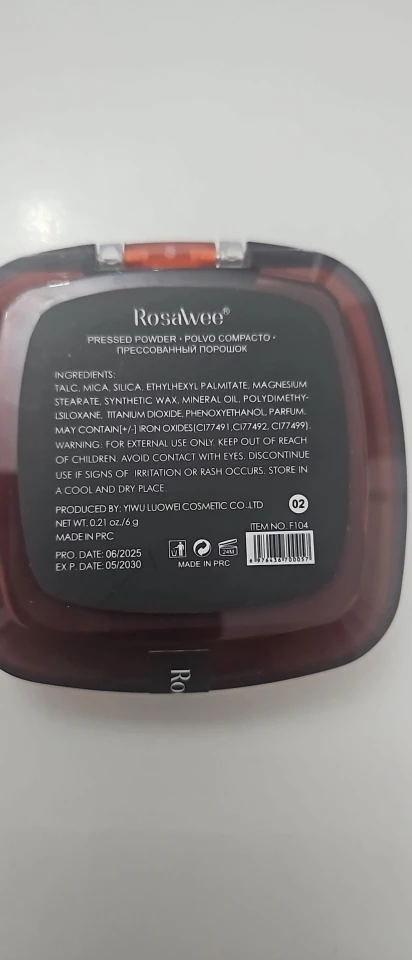 RosaWee®
PRESSED POWDER · POLVO COMPACTO ·
ПРЕССОВАННЫЙ ПОРОШОК
INGREDIENTS:
TALC, MICA, SILICA, ETHYLHEXYL PALMITATE, MAGNESIUM
STEARATE, SYNTHETIC WAX, MINERAL OIL, POLYDIMETHY-
LSILOXANE, TITANIUM DIOXIDE, PHENOXYETHANOL, PARFUM.
MAY CONTAIN[+/-] IRON OXIDES(CI77491,CI77492, CI77499).
WARNING: FOR EXTERNAL USE ONLY. KEEP OUT OF REACH
OF CHILDREN. AVOID CONTACT WITH EYES. DISCONTINUE
USE IF SIGNS OF IRRITATION OR RASH OCCURS. STORE IN
A COOL AND DRY PLACE.
PRODUCED BY: YIWU LUOWEI COSMETIC CO.,LTD
02
NET WT. 0.21 oz./6 g
ITEM NO. F104
MADE IN PRC
PRO. DATE: 06/2025
EXP. DATE: 05/2030
24M
MADE IN PRC
Ro